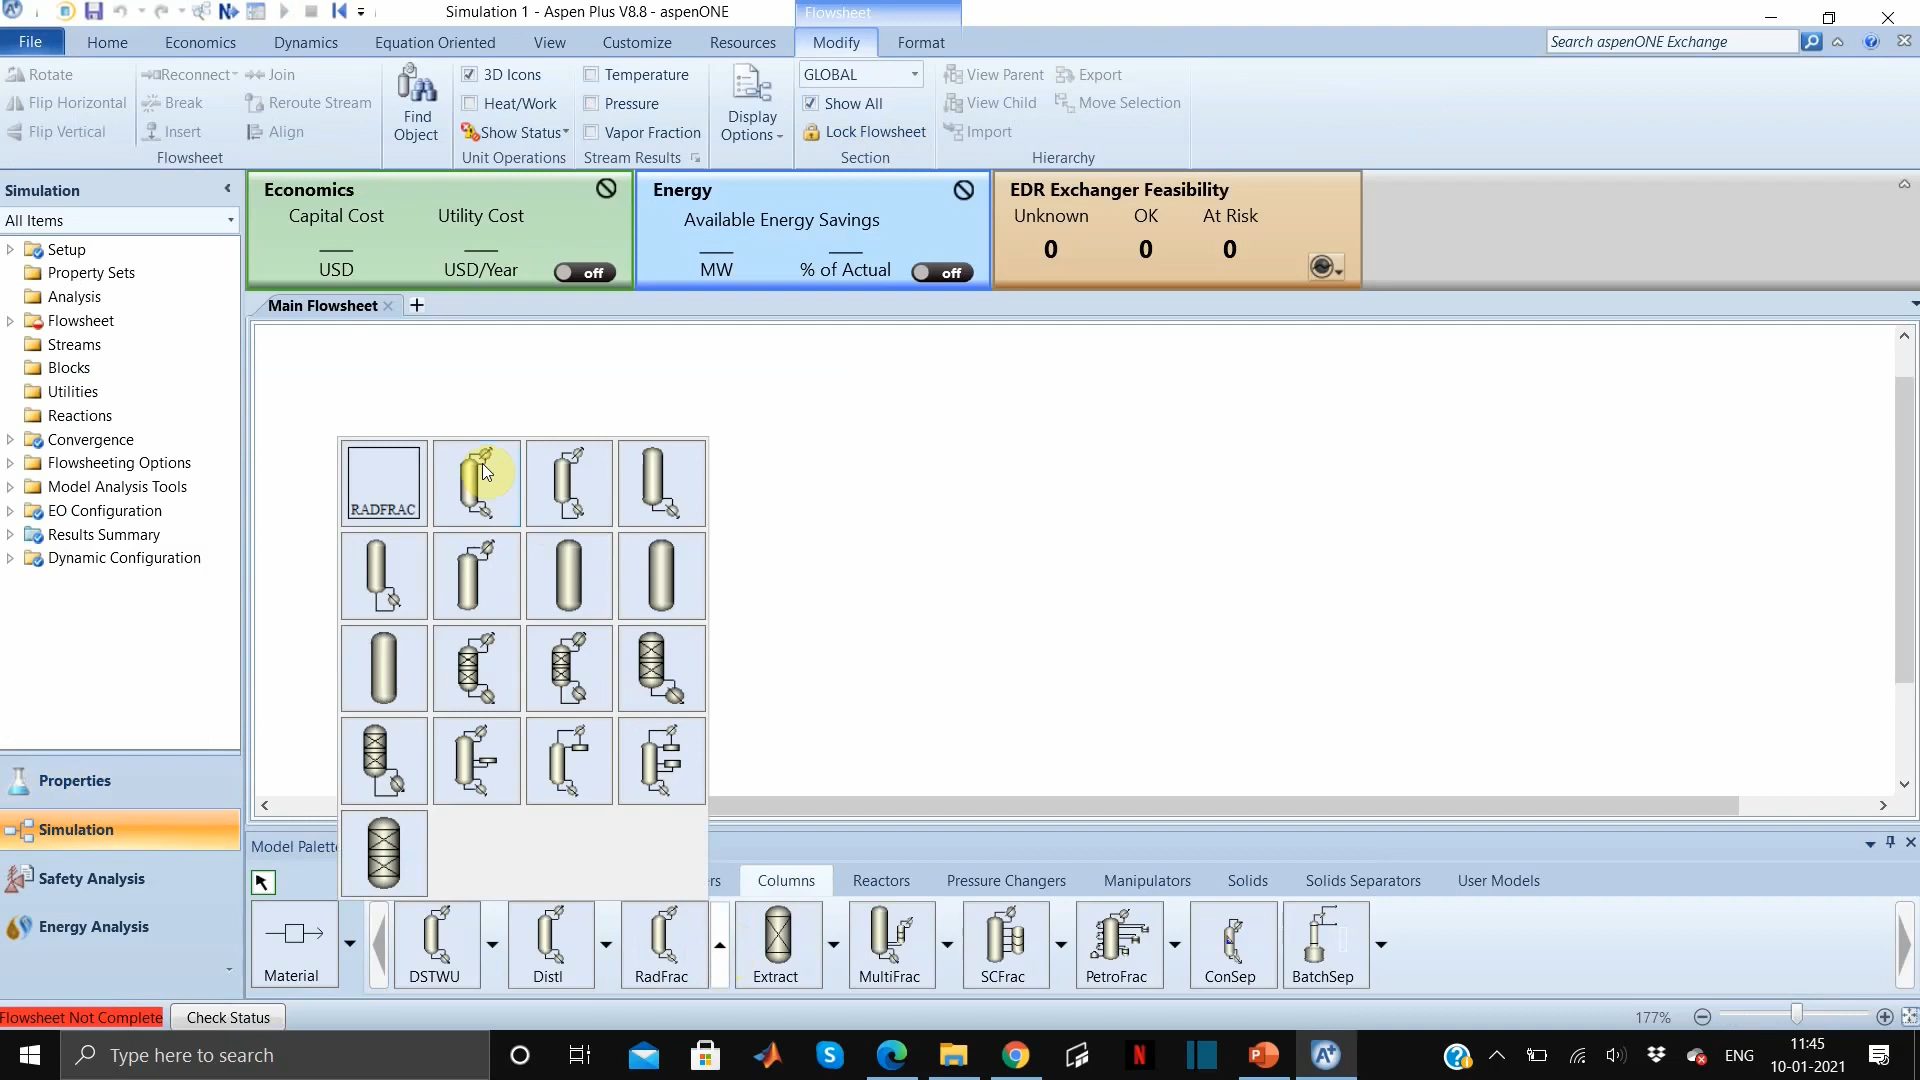 Simulation 1 - Aspen Plus V8.8 - aspenONE
Flowsheet
File
Home
Economics
Dynamics
Equation Oriented
View
Customize
Resources
Modify
Format
Search aspenONE Exchange
Rotate
Flip Horizontal
Flip Vertical
Reconnect
Break
Insert
Join
Reroute Stream
Align
Flowsheet
Find
Object
3D Icons
Heat/Work
Show Status
Unit Operations
Temperature
Pressure
Vapor Fraction
Stream Results
Display
Options
GLOBAL
Show All
Lock Flowsheet
Section
View Parent
View Child
Import
Export
Move Selection
Hierarchy
Simulation
All Items
Setup
Property Sets
Analysis
Flowsheet
Streams
Blocks
Utilities
Reactions
Convergence
Flowsheeting Options
Model Analysis Tools
EO Configuration
Results Summary
Dynamic Configuration
Properties
Simulation
Safety Analysis
Energy Analysis
Economics
Capital Cost
Utility Cost
USD
USD/Year
off
Energy
Available Energy Savings
MW
% of Actual
off
EDR Exchanger Feasibility
Unknown
OK
At Risk
0
0
0
Main Flowsheet
RADFRAC
Model Palett
rs
Columns
Reactors
Pressure Changers
Manipulators
Solids
Solids Separators
User Models
Material
DSTWU
Distl
RadFrac
Extract
MultiFrac
SCFrac
PetroFrac
ConSep
BatchSep
Flowsheet Not Complete
Check Status
177%
Type here to search
ENG
11:45
10-01-2021